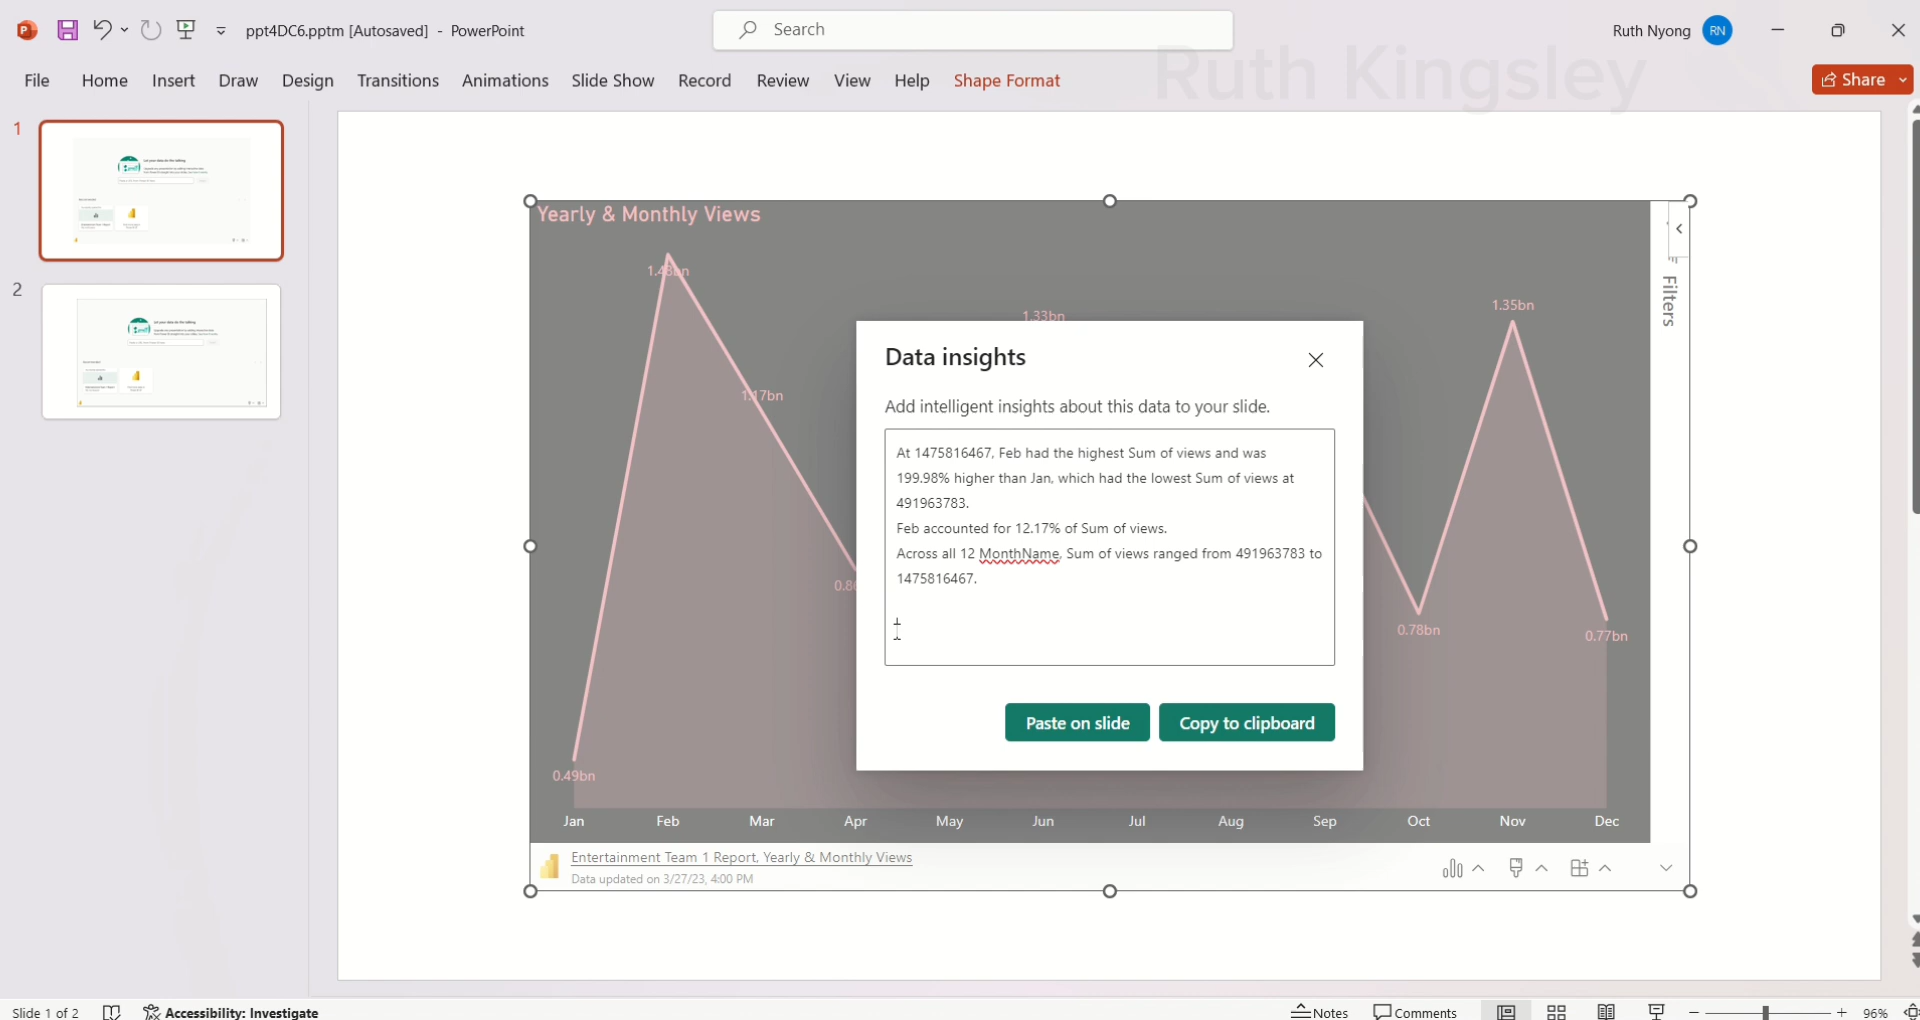 ppt4DC6.pptm [Autosaved] - PowerPoint
Search
Ruth Nyong
RN
Ruth Kingsley
File Home Insert Draw Design Transitions Animations Slide Show Record Review View Help Shape Format
Share
1
2
Yearly & Monthly Views
1.48bn
1.17bn
1.33bn
1.35bn
0.78bn
0.77bn
0.49bn
Filters
Data insights
Add intelligent insights about this data to your slide.
At 1475816467, Feb had the highest Sum of views and was
199.98% higher than Jan, which had the lowest Sum of views at
491963783.
Feb accounted for 12.17% of Sum of views.
Across all 12 MonthName, Sum of views ranged from 491963783 to
1475816467.
Paste on slide
Copy to clipboard
Jan Feb Mar Apr May Jun Jul Aug Sep Oct Nov Dec
Entertainment Team 1 Report, Yearly & Monthly Views
Data updated on 3/27/23, 4:00 PM
Slide 1 of 2
Accessibility: Investigate
Notes
Comments
96%